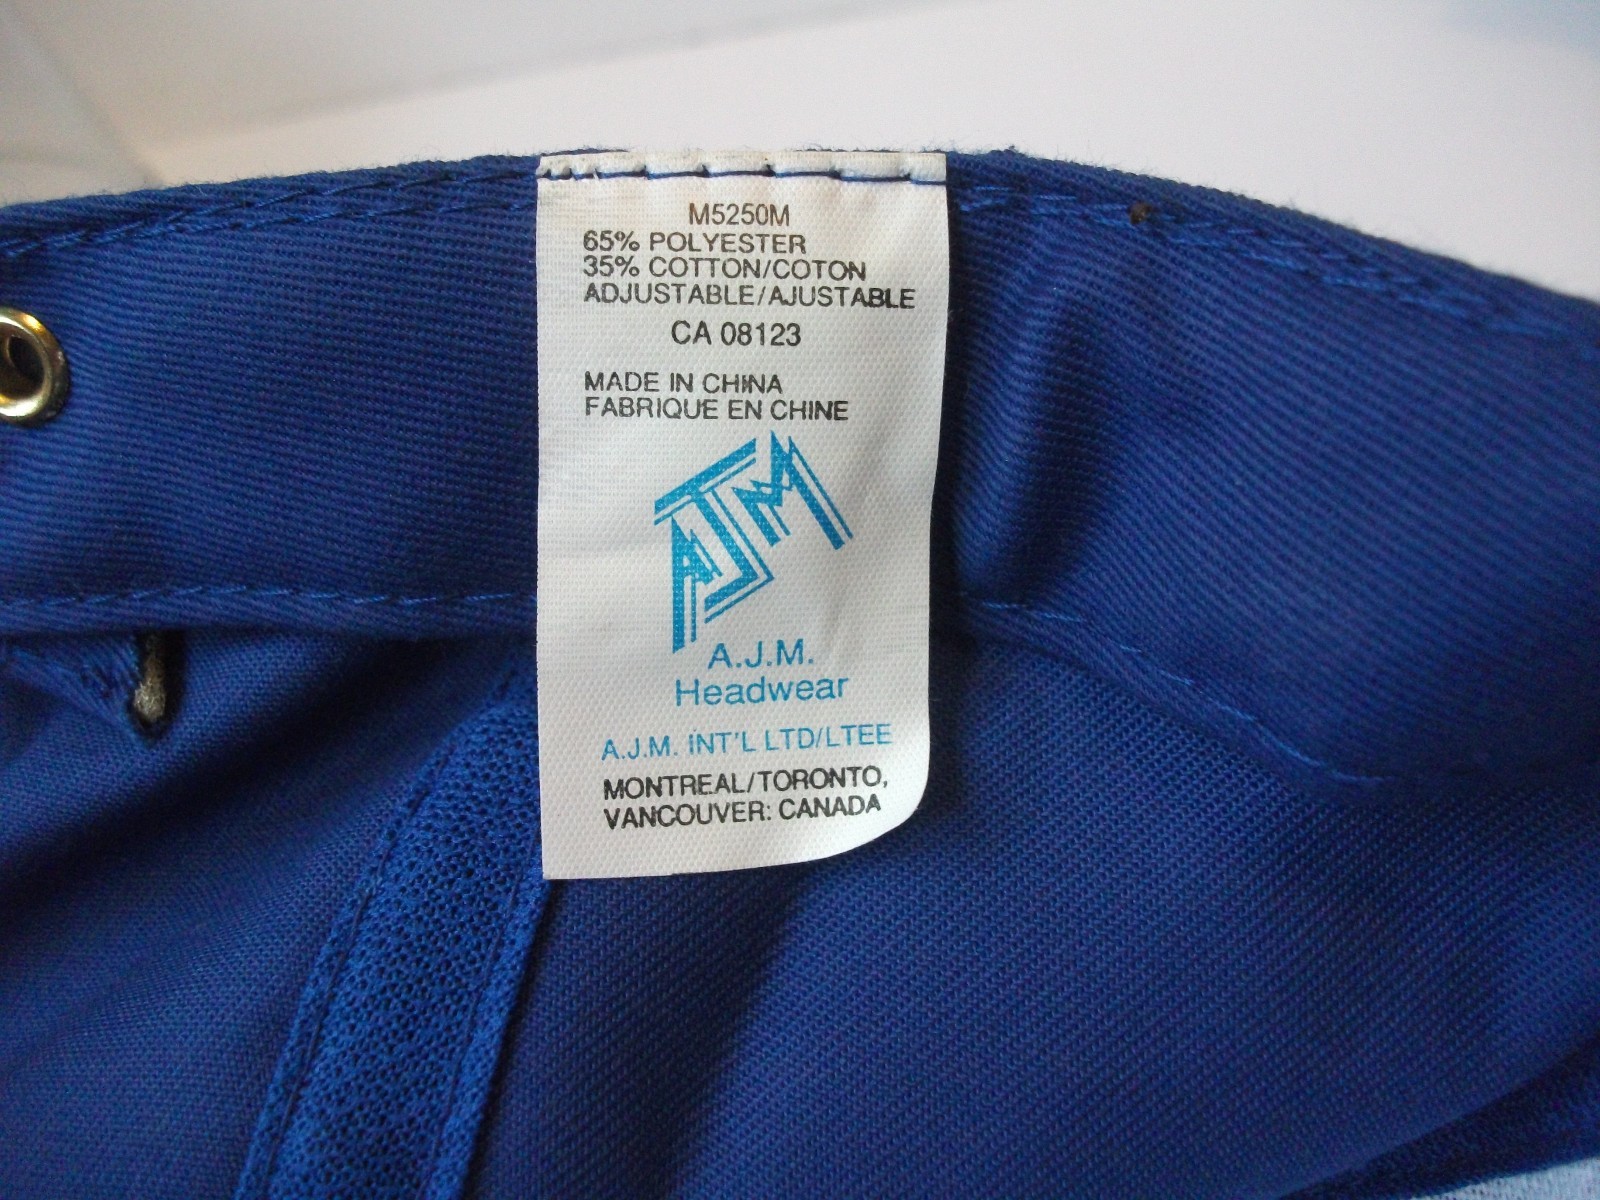 M5250M
65% POLYESTER
35% COTTON/COTON
ADJUSTABLE/AJUSTABLE
CA 08123
MADE IN CHINA
FABRIQUE EN CHINE
AJM
A.J.M.
Headwear
A.J.M. INT'L LTD/LTEE
MONTREAL/TORONTO,
VANCOUVER: CANADA